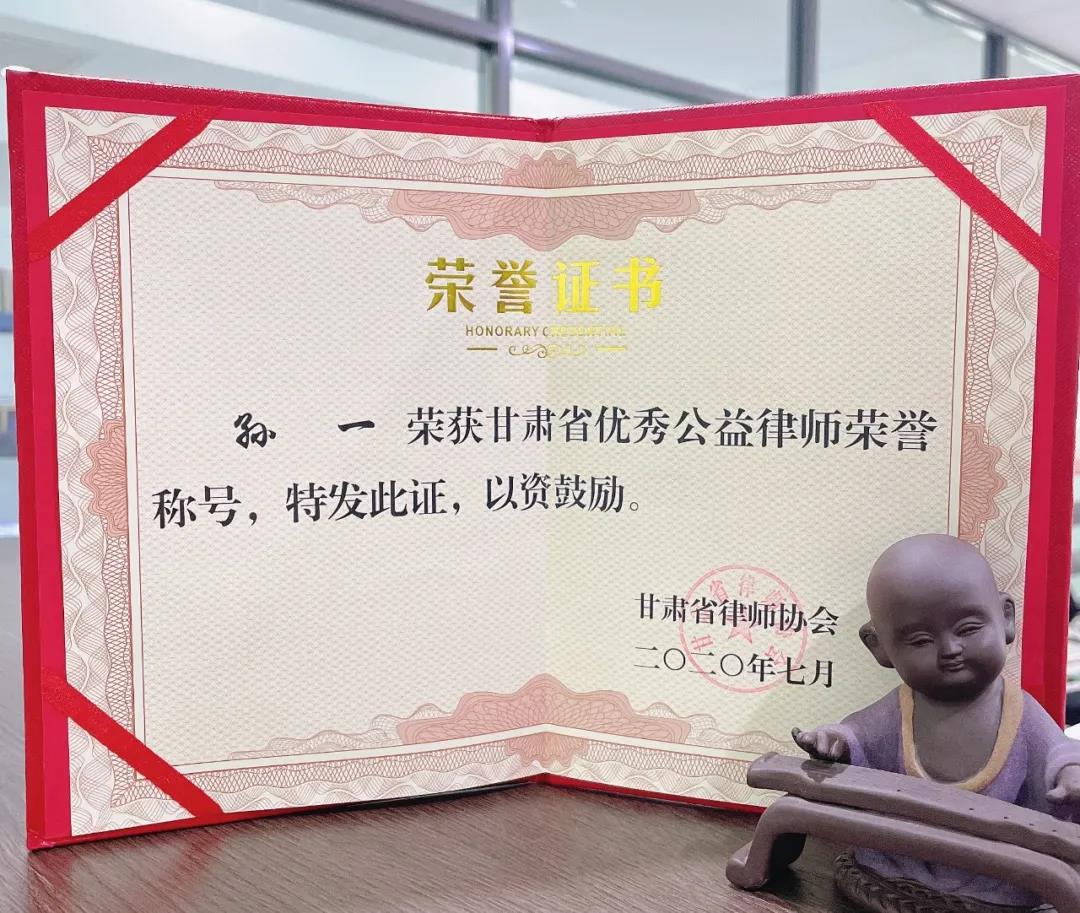 荣誉证书
HONORARY CREDENTIAL
孙 一 荣获甘肃省优秀公益律师荣誉
称号，特发此证，以资鼓励。
甘肃省律师协会
二〇二〇年七月